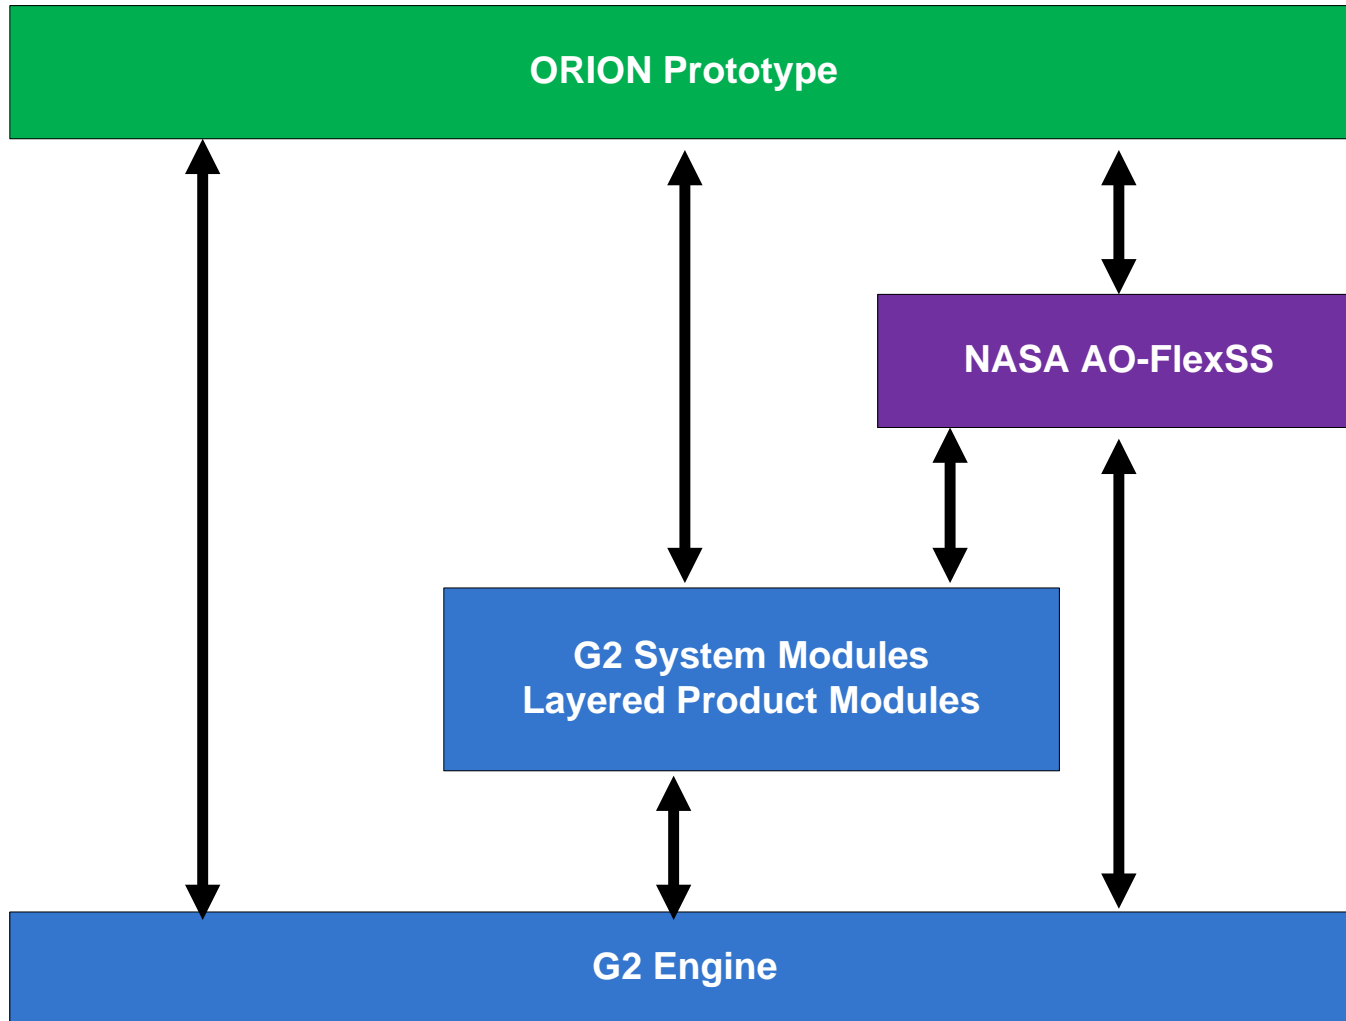 ORION Prototype
NASA AO-FlexSS
G2 System Modules
Layered Product Modules
G2 Engine